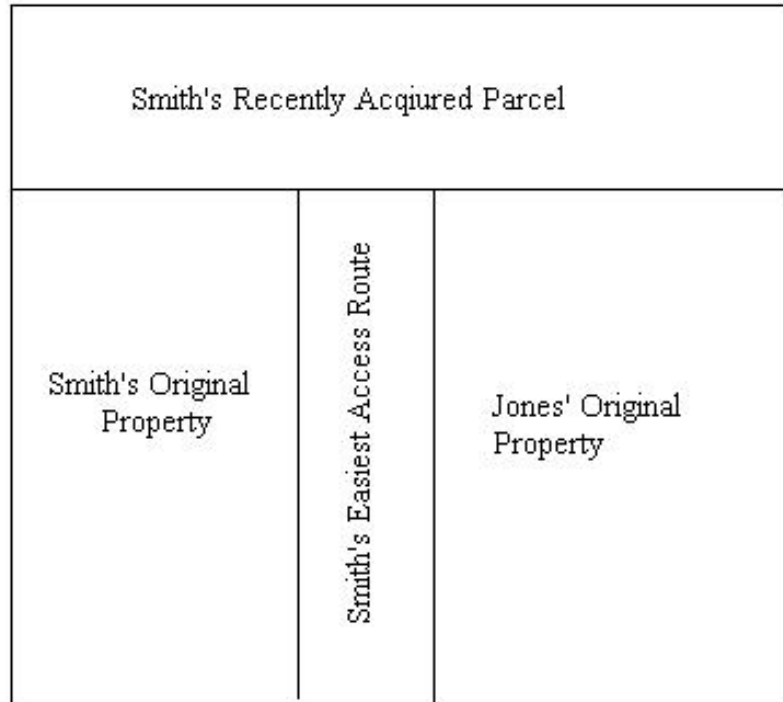 Smith's Recently Acqiured Parcel
Smith's Original
Property
Smith's Easiest Access Route
Jones' Original
Property